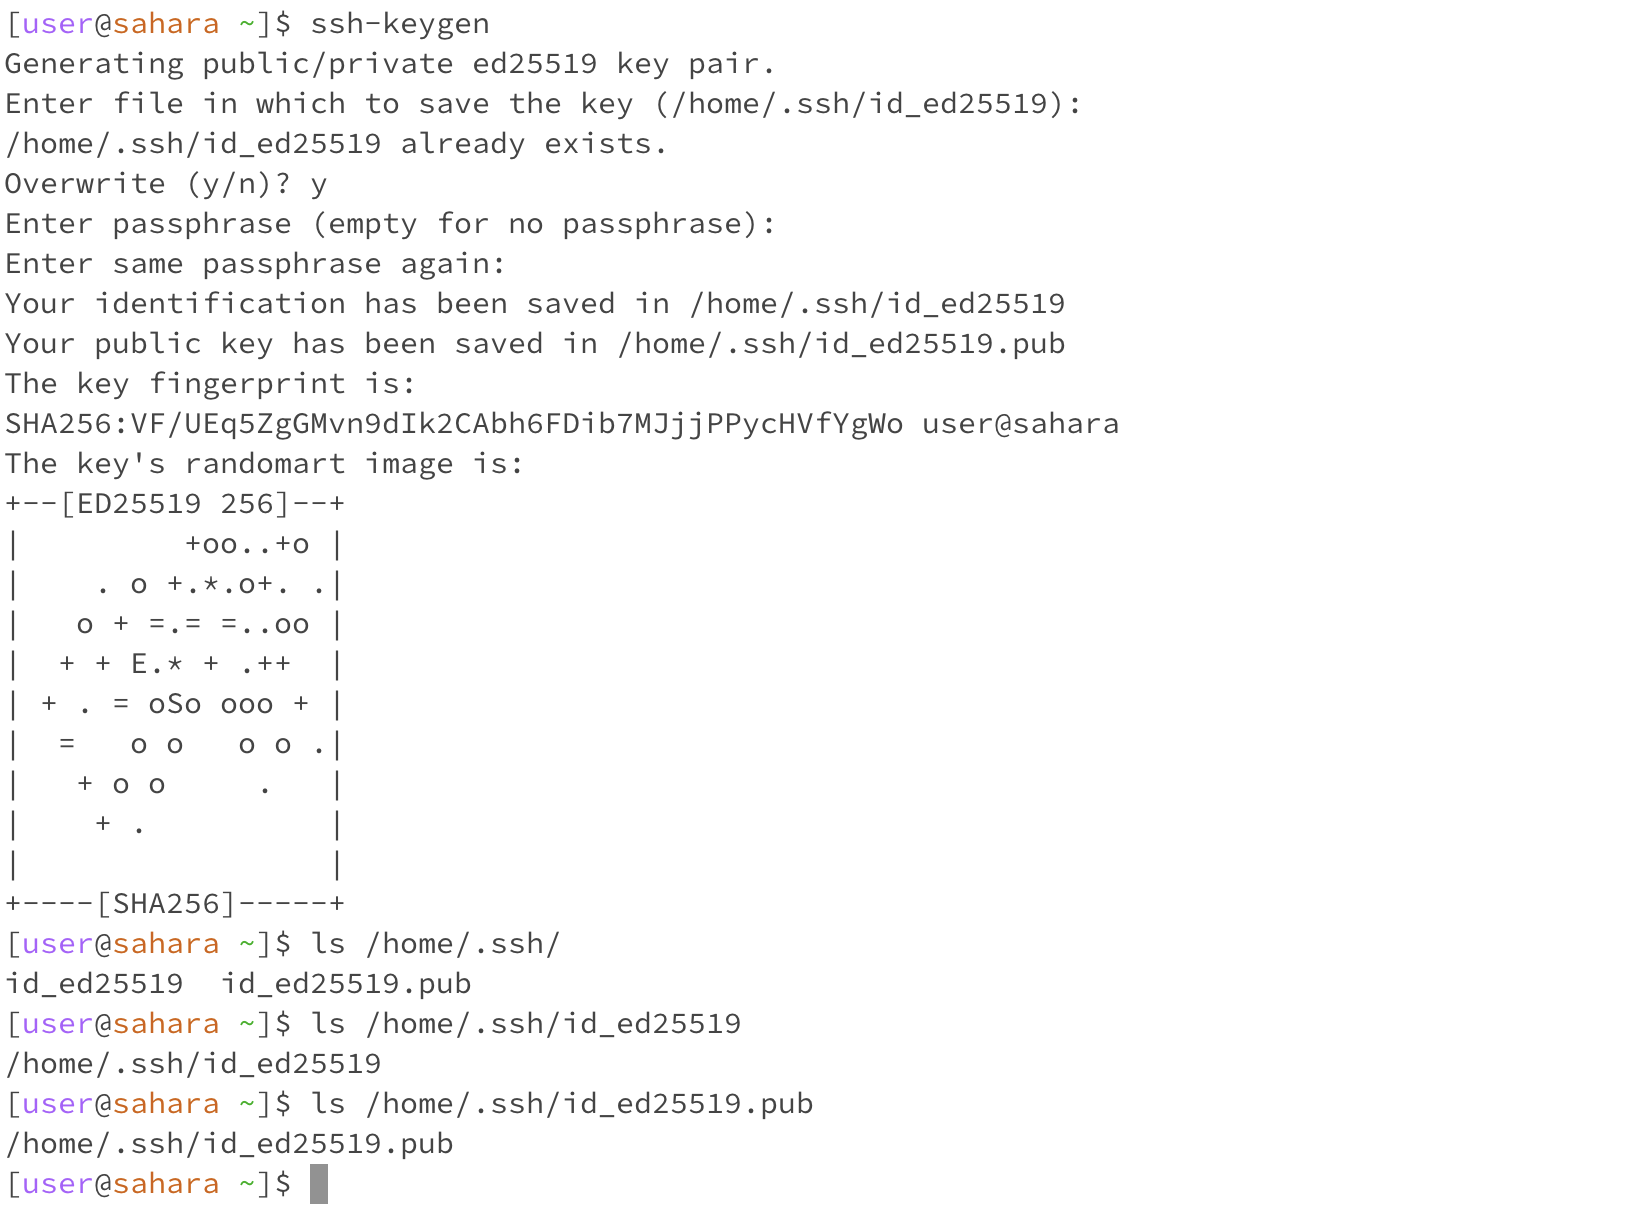 [user@sahara ~]$ ssh-keygen
Generating public/private ed25519 key pair.
Enter file in which to save the key (/home/.ssh/id_ed25519):
/home/.ssh/id_ed25519 already exists.
Overwrite (y/n)? y
Enter passphrase (empty for no passphrase):
Enter same passphrase again:
Your identification has been saved in /home/.ssh/id_ed25519
Your public key has been saved in /home/.ssh/id_ed25519.pub
The key fingerprint is:
SHA256:VF/UEq5ZgGMvn9dIk2CAbh6FDib7MJjjPPycHVfYgWo user@sahara
The key's randomart image is:
+--[ED25519 256]--+
|         +oo..+o |
|    . o +.*.o+. .|
|   o + =.= =..oo |
|  + + E.* + .++  |
| + . = oSo ooo + |
|  =   o o   o o .|
|   + o o     .   |
|    + .          |
|                 |
+----[SHA256]-----+
[user@sahara ~]$ ls /home/.ssh/
id_ed25519  id_ed25519.pub
[user@sahara ~]$ ls /home/.ssh/id_ed25519
/home/.ssh/id_ed25519
[user@sahara ~]$ ls /home/.ssh/id_ed25519.pub
/home/.ssh/id_ed25519.pub
[user@sahara ~]$